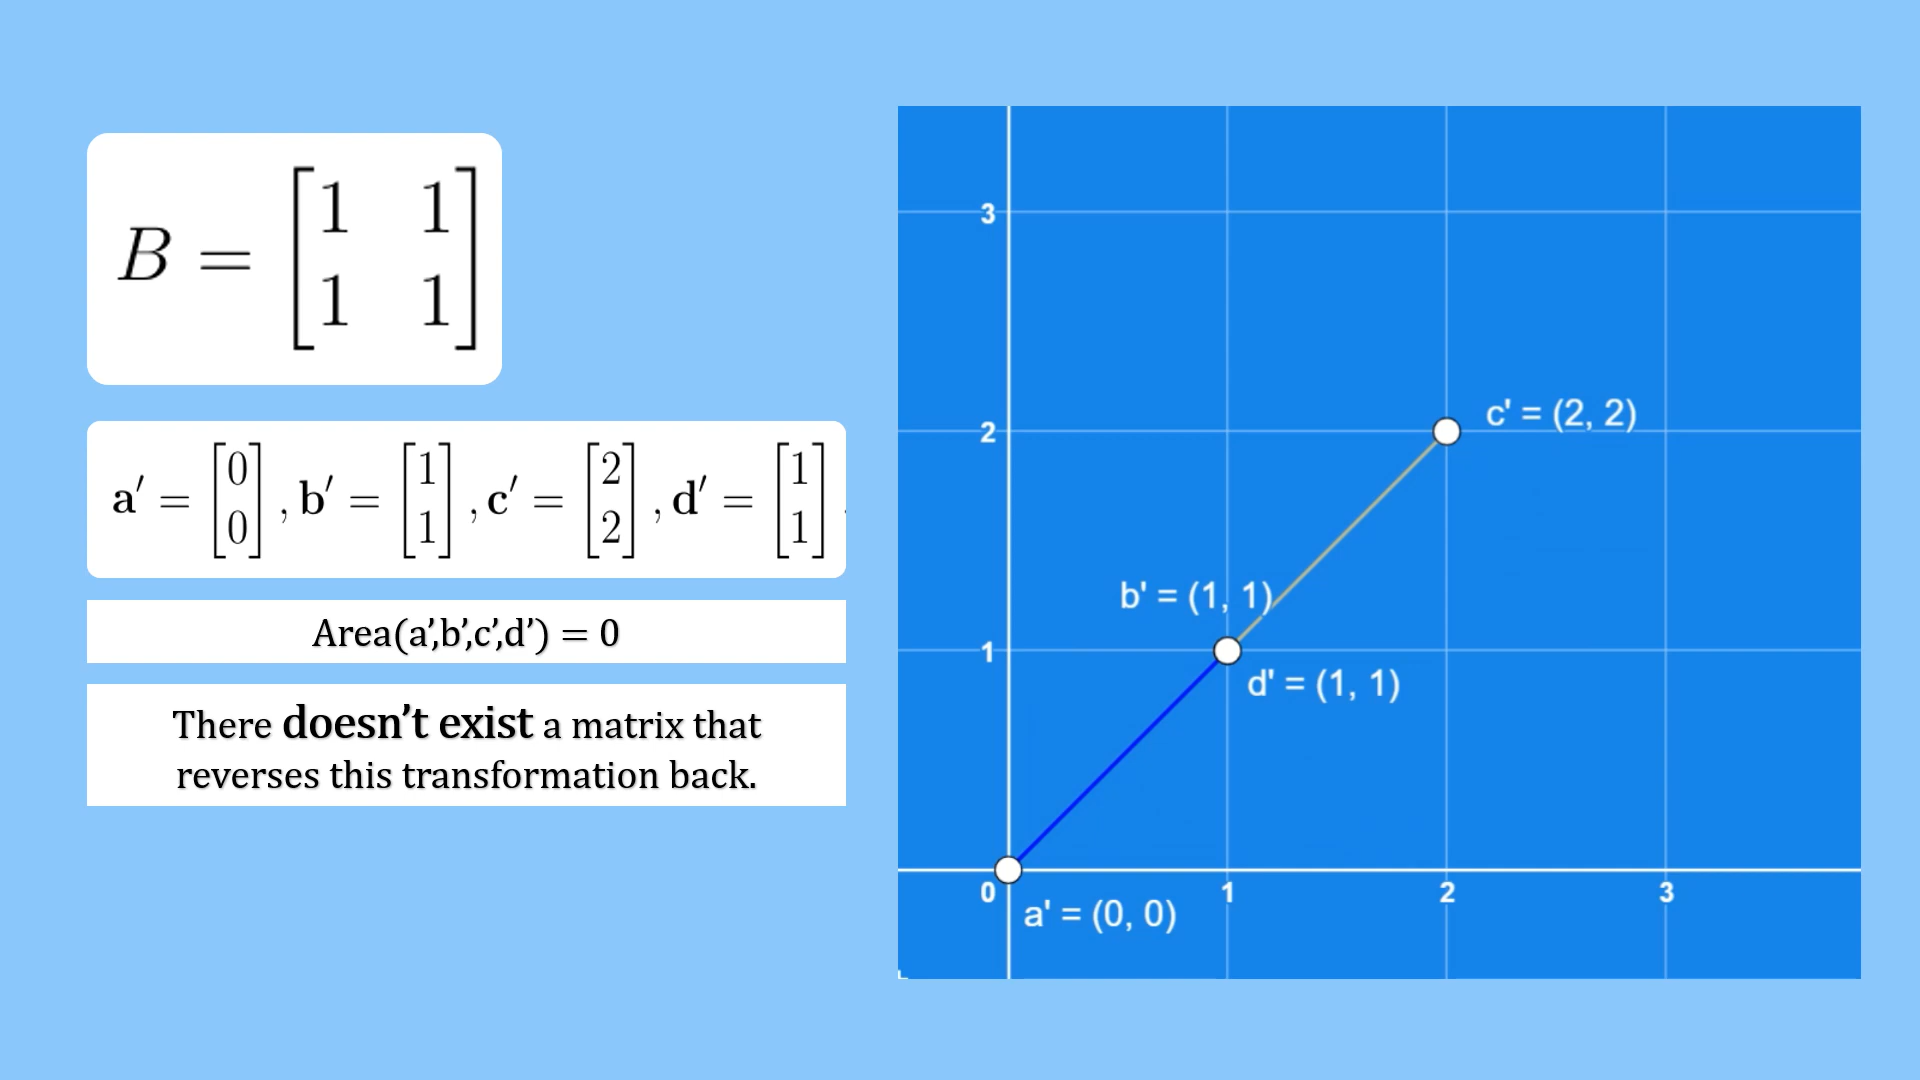 B = [1 1
1 1]
a′ = [0 0], b′ = [1 1], c′ = [2 2], d′ = [1 1].
Area(a’,b’,c’,d’) = 0
There doesn’t exist a matrix that
reverses this transformation back.
3
2
c' = (2, 2)
b' = (1, 1)
1
d' = (1, 1)
0 1 2 3
a' = (0, 0)